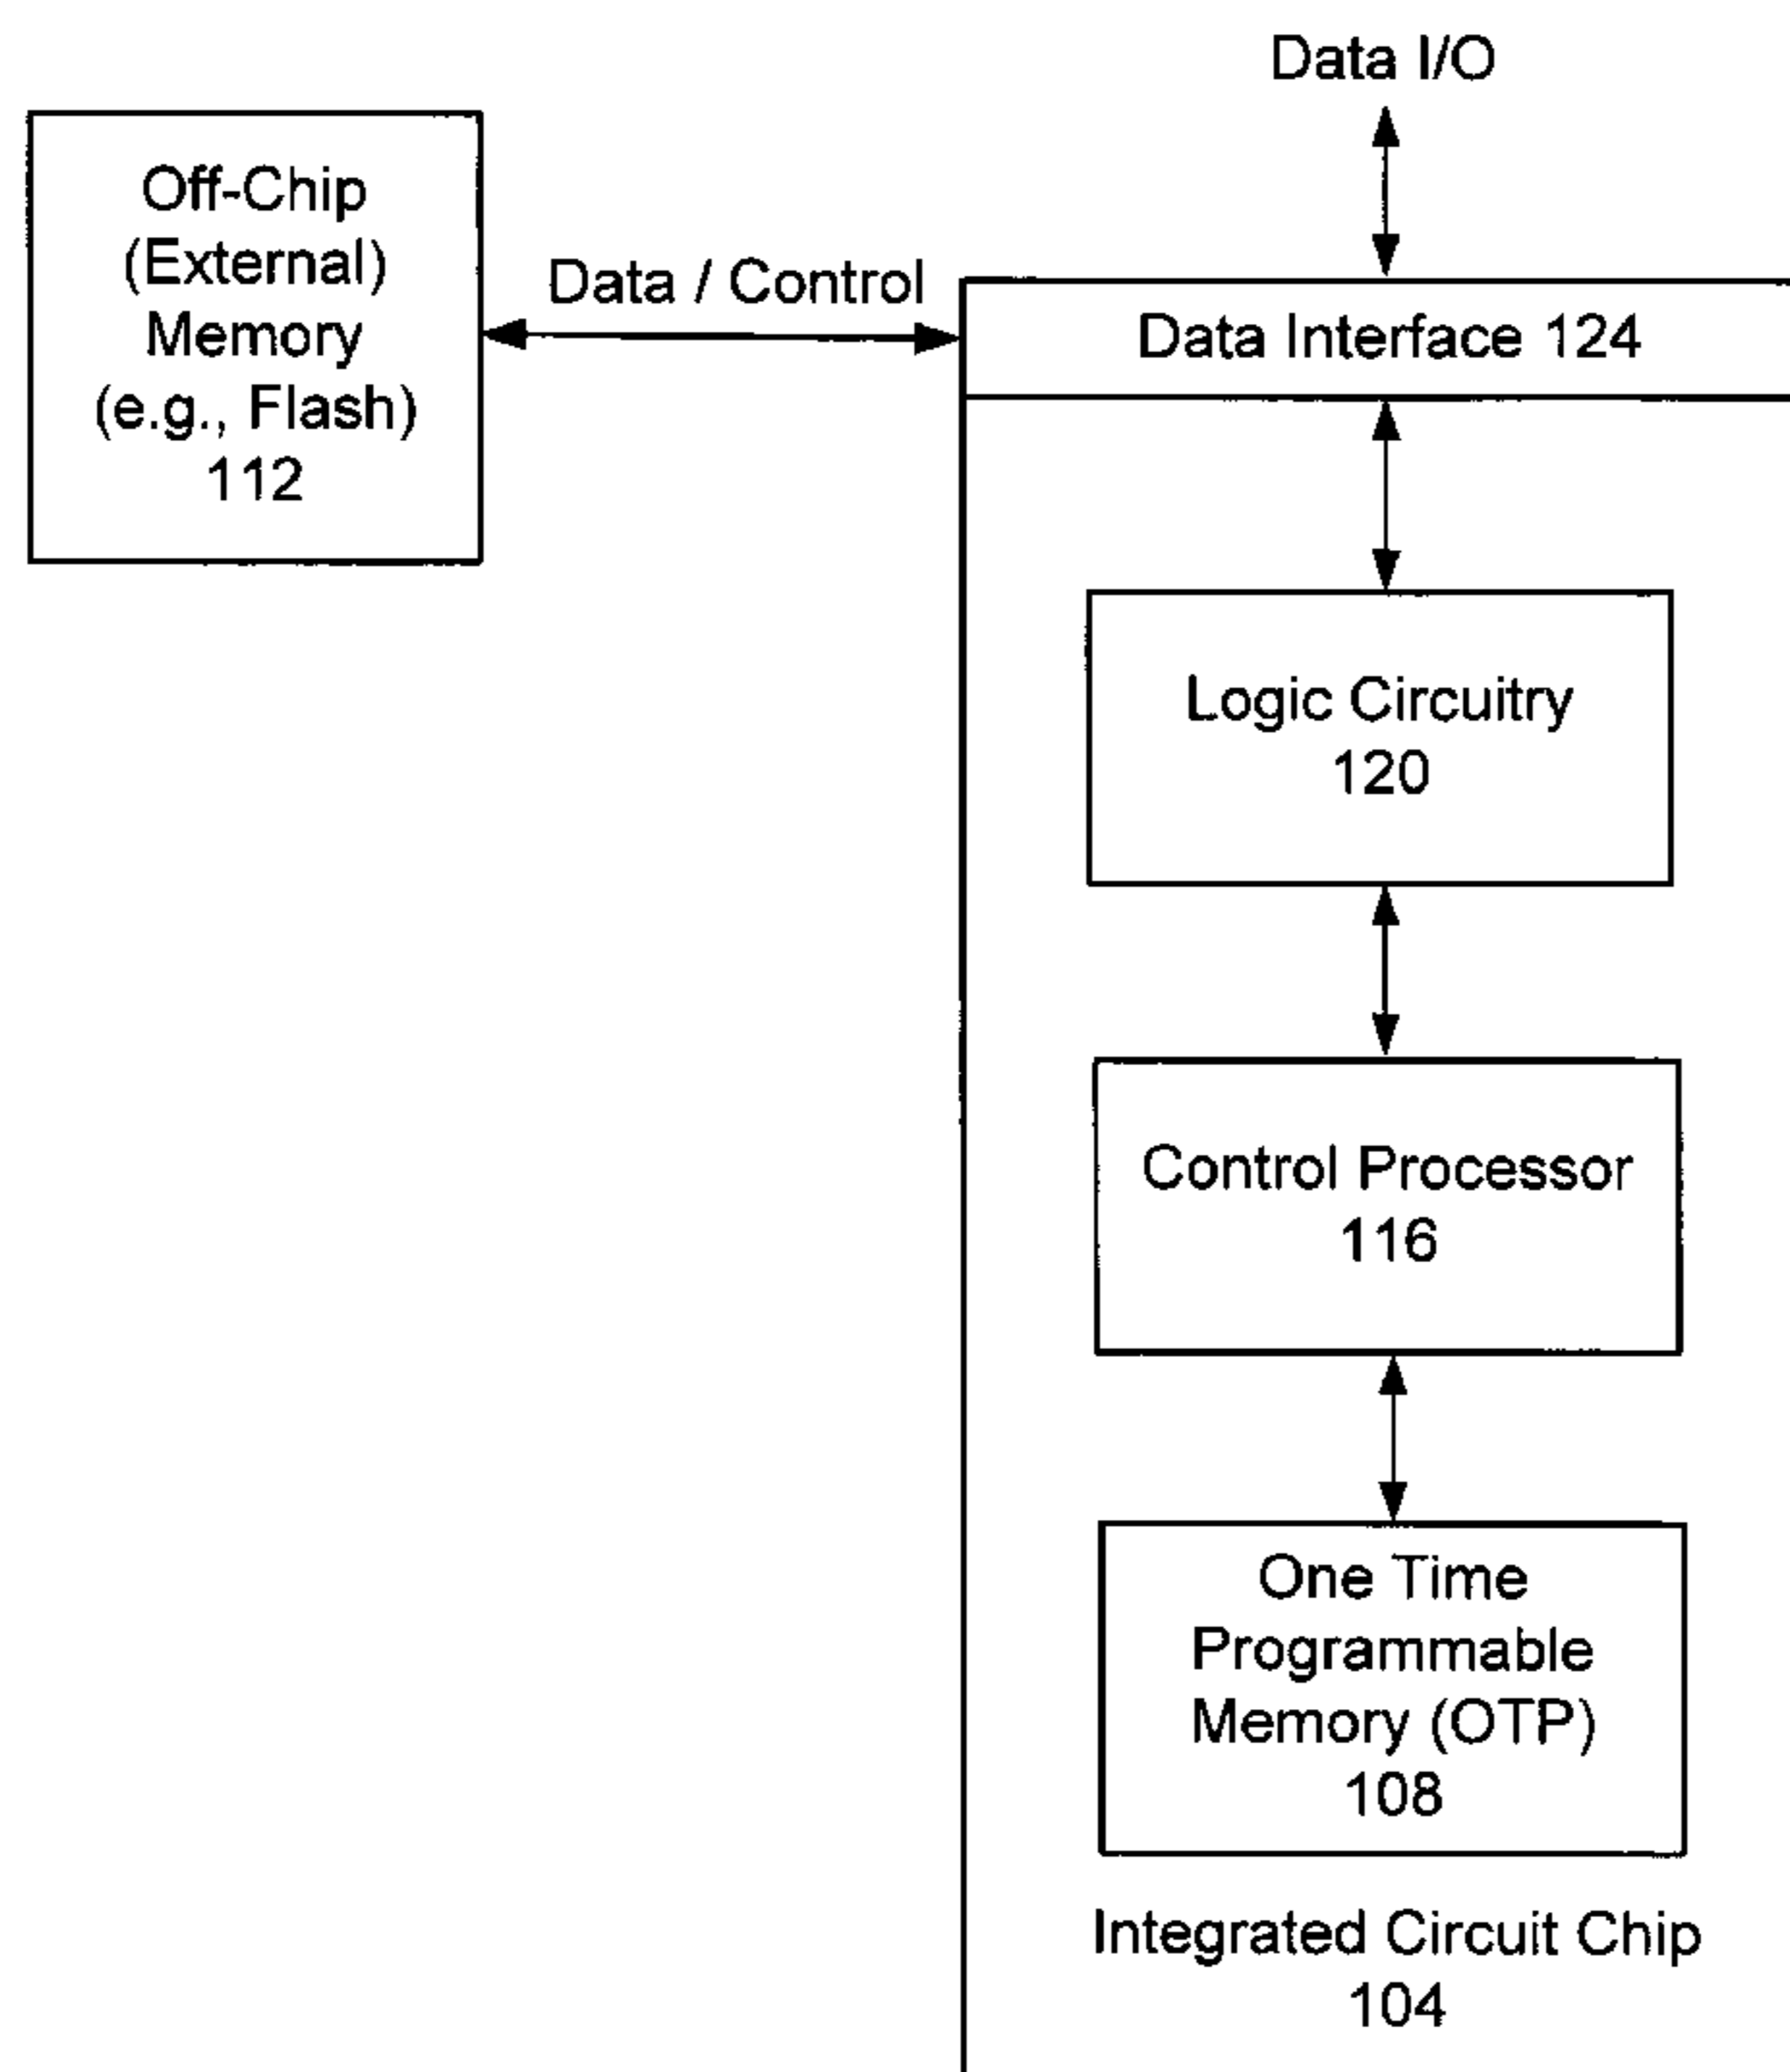 Data I/O
Off-Chip
(External)
Memory
(e.g., Flash)
112
Data / Control
Data Interface 124
Logic Circuitry
120
Control Processor
116
One Time
Programmable
Memory (OTP)
108
Integrated Circuit Chip
104